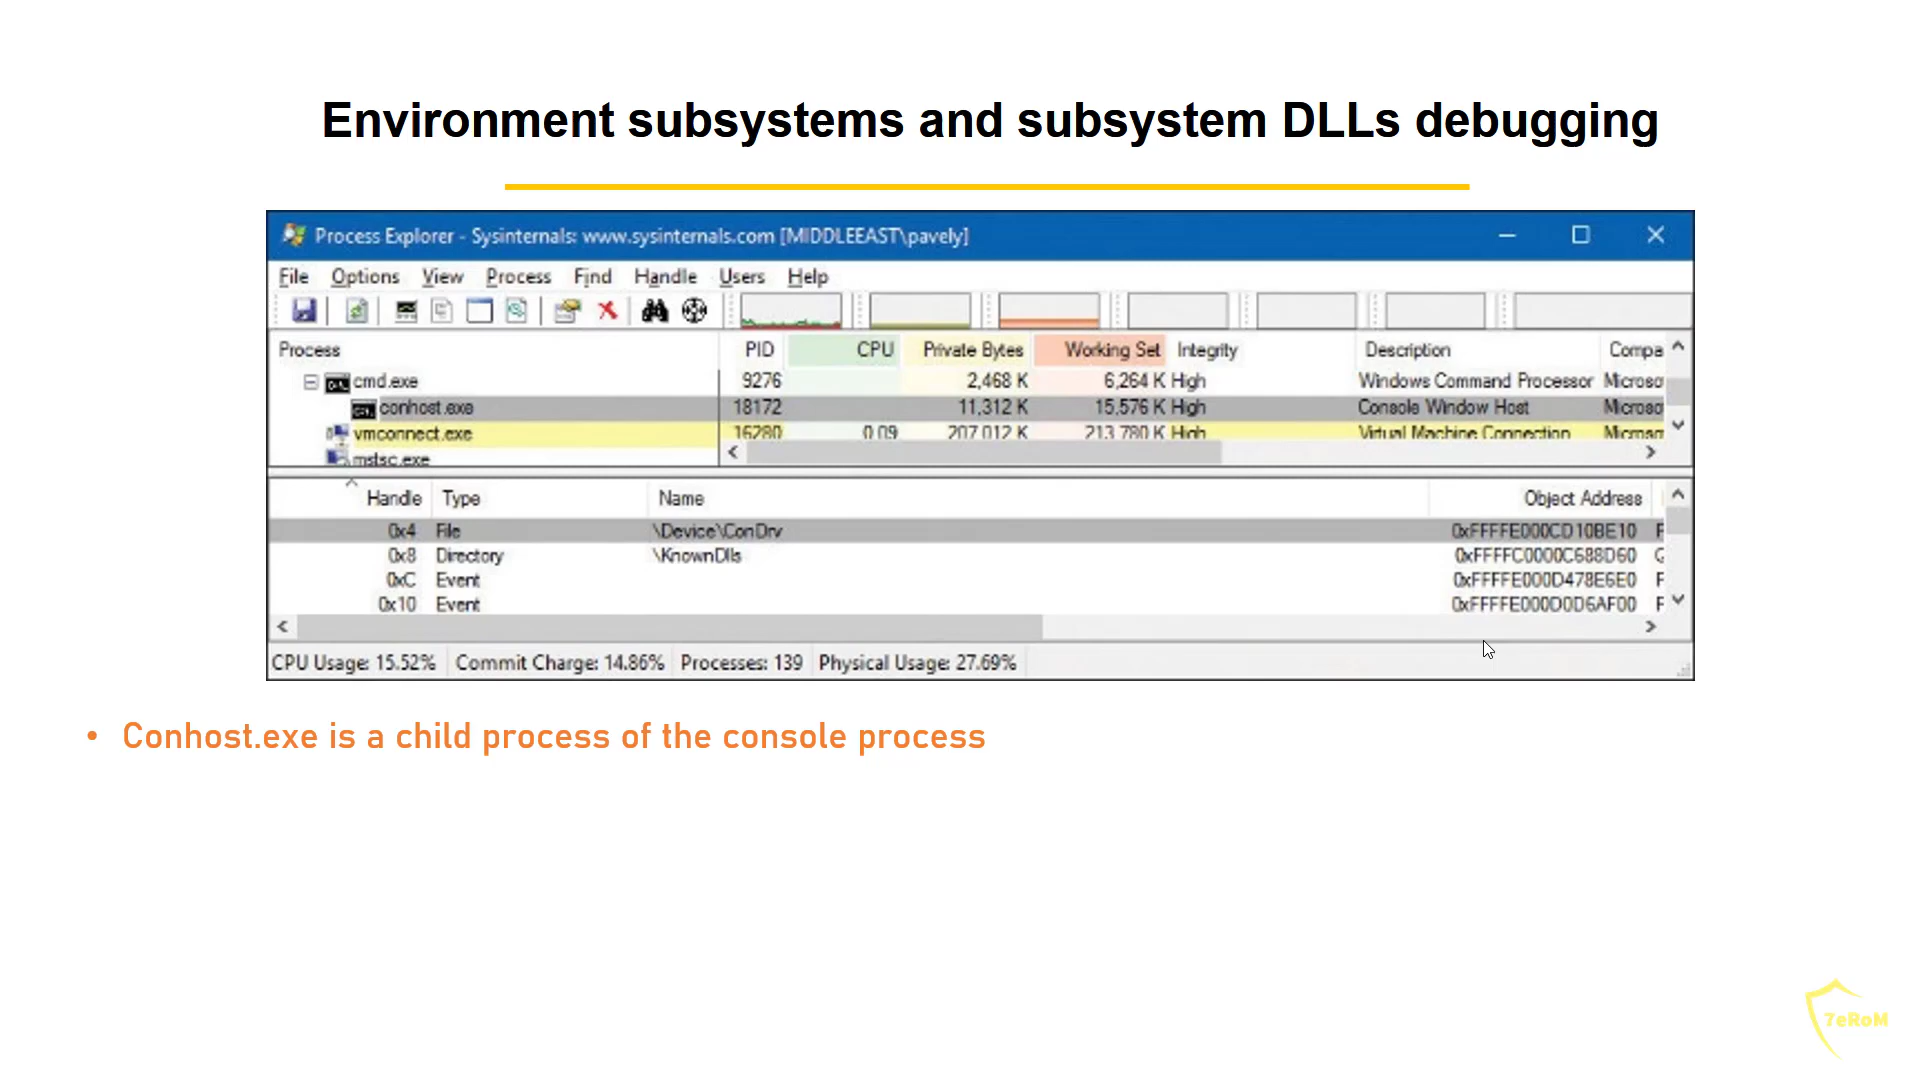 Environment subsystems and subsystem DLLs debugging
Process Explorer - Sysinternals: www.sysinternals.com [MIDDLEEAST\pavely]
File Options View Process Find Handle Users Help
Process PID CPU Private Bytes Working Set Integrity Description Compa
cmd.exe 9276 2,468 K 6,264 K High Windows Command Processor Microso
conhost.exe 18172 11,312 K 15,576 K High Console Window Host Microso
vmconnect.exe 16280 0.09 207,012 K 213,780 K High Virtual Machine Connection Microso
mstsc.exe
Handle Type Name Object Address
0x4 File \Device\ConDrv 0xFFFFE000CD10BE10 F
0x8 Directory \KnownDlls 0xFFFFC0000C688D60
0xC Event 0xFFFFE000D478E6E0 F
0x10 Event 0xFFFFE000D0D6AF00 F
CPU Usage: 15.52% Commit Charge: 14.86% Processes: 139 Physical Usage: 27.69%
• Conhost.exe is a child process of the console process
7eRoM